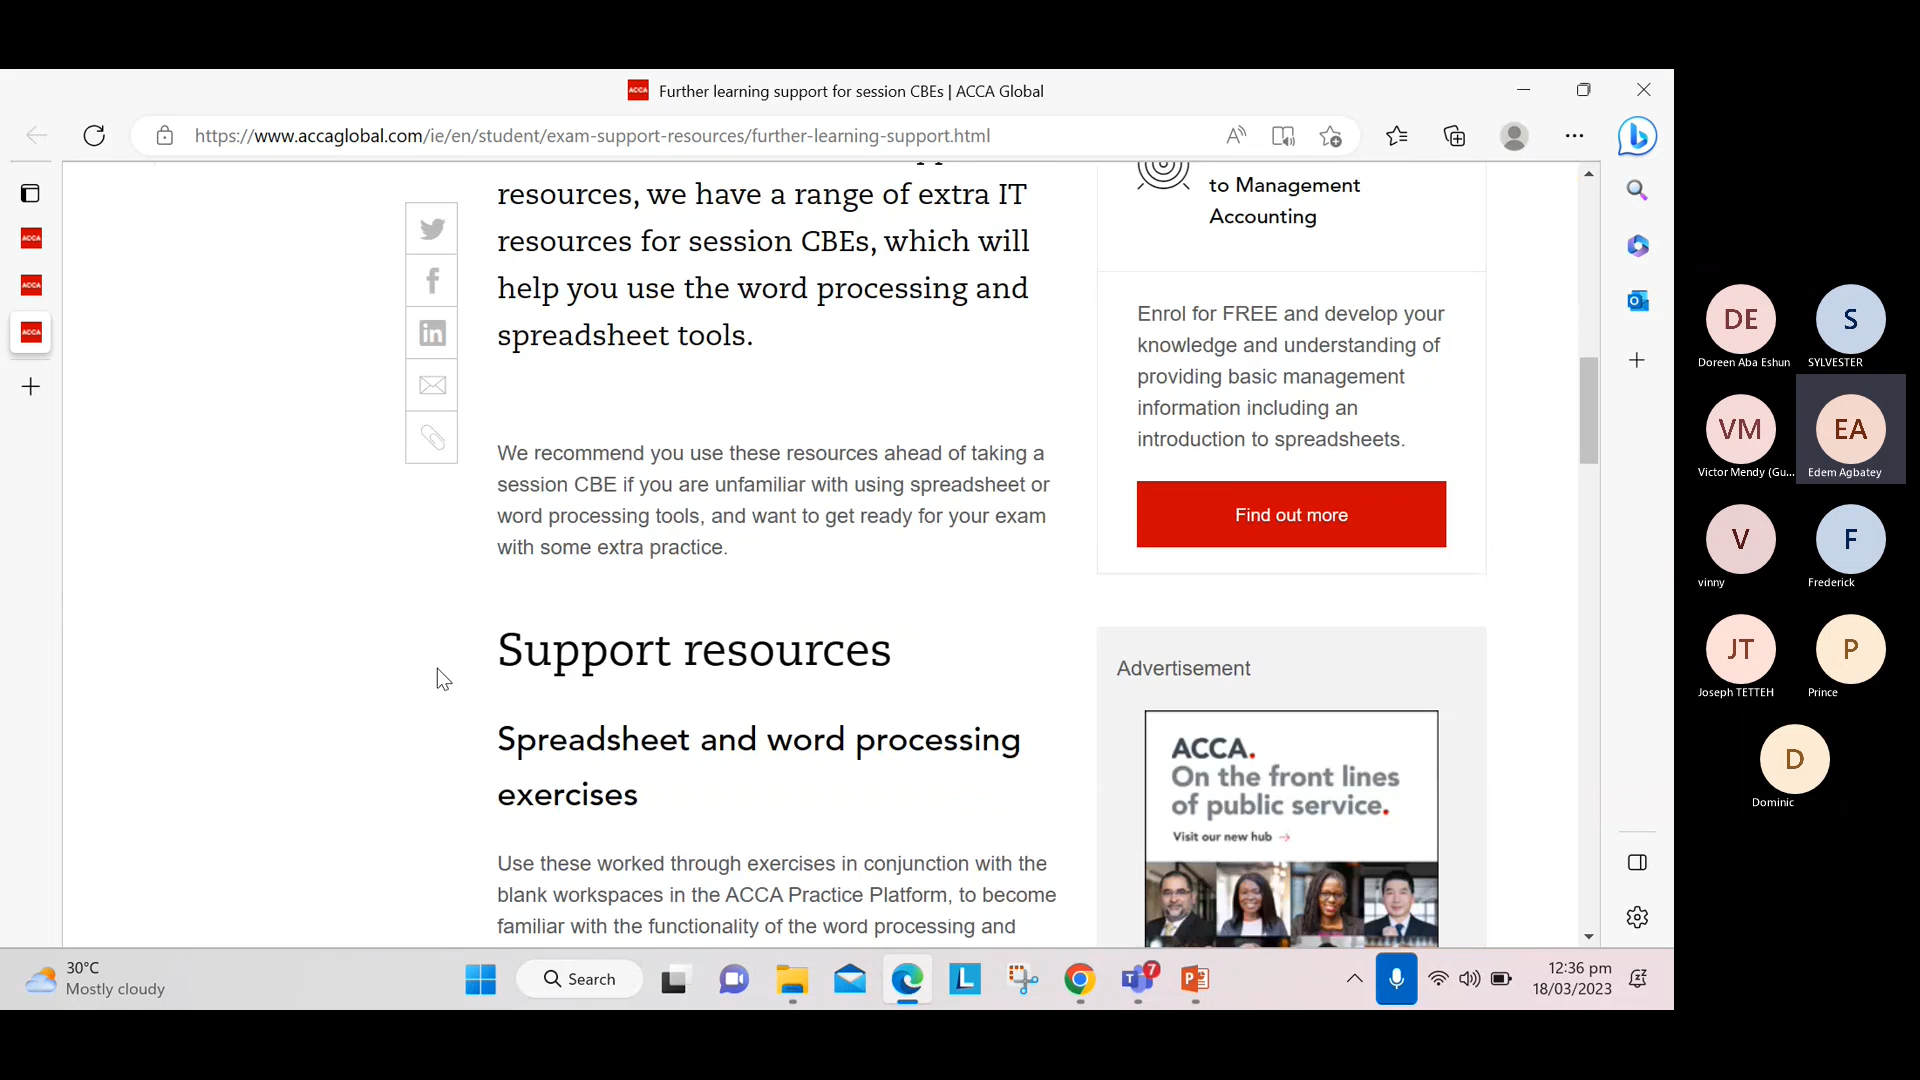 ACCA Further learning support for session CBEs | ACCA Global
https://www.accaglobal.com/ie/en/student/exam-support-resources/further-learning-support.html
ACCA
ACCA
ACCA
resources, we have a range of extra IT
resources for session CBEs, which will
help you use the word processing and
spreadsheet tools.
We recommend you use these resources ahead of taking a
session CBE if you are unfamiliar with using spreadsheet or
word processing tools, and want to get ready for your exam
with some extra practice.
Support resources
Spreadsheet and word processing
exercises
Use these worked through exercises in conjunction with the
blank workspaces in the ACCA Practice Platform, to become
familiar with the functionality of the word processing and
to Management
Accounting
Enrol for FREE and develop your
knowledge and understanding of
providing basic management
information including an
introduction to spreadsheets.
Find out more
Advertisement
ACCA.
On the front lines
of public service.
Visit our new hub →
DE
Doreen Aba Eshun
S
SYLVESTER
VM
Victor Mendy (Gu...
EA
Edem Agbatey
V
vinny
F
Frederick
JT
Joseph TETTEH
P
Prince
D
Dominic
30°C
Mostly cloudy
Search
7
12:36 pm
18/03/2023